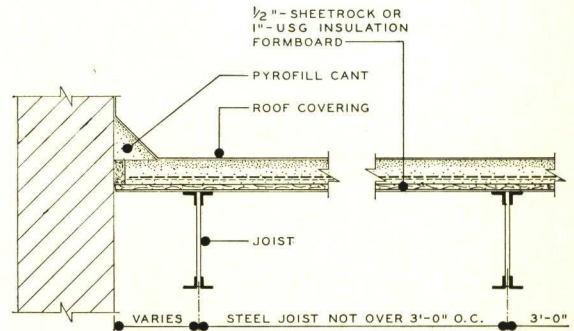 1/2"- SHEETROCK OR
1"- USG INSULATION
FORMBOARD
PYROFILL CANT
ROOF COVERING
JOIST
VARIES
STEEL JOIST NOT OVER 3'-0" O.C.
3'-0"